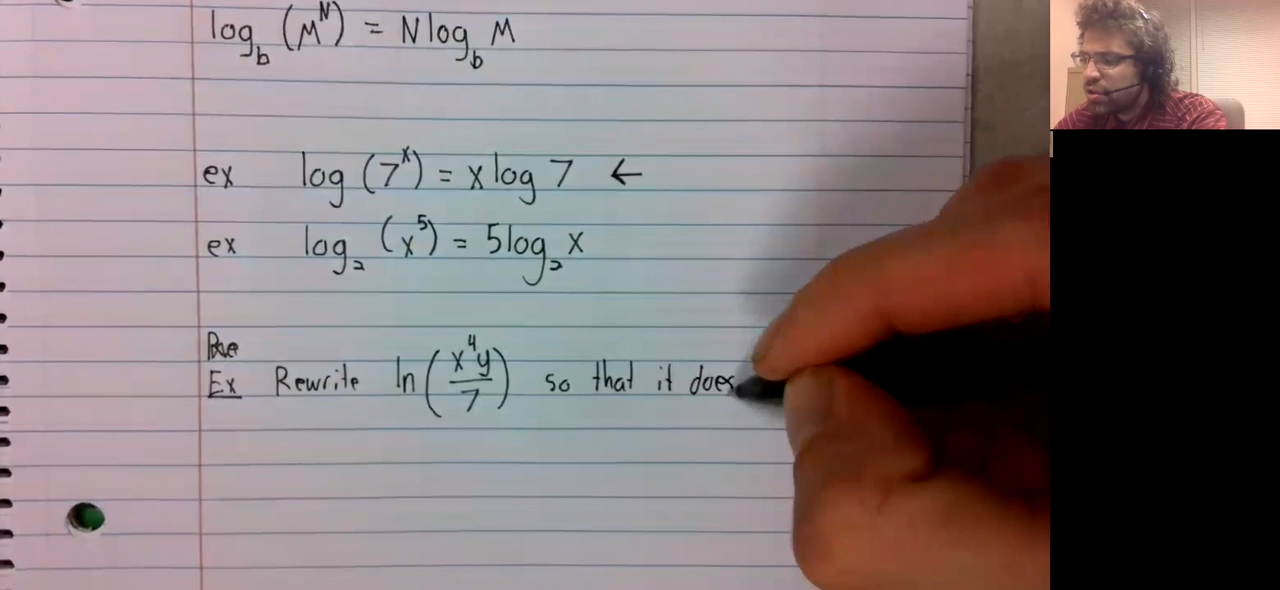 log_b (M^N) = N log_b M
ex log (7^x) = x log 7 ←
ex log_2 (x^5) = 5 log_2 x
Ex Rewrite ln (x^4 y / 7) so that it does